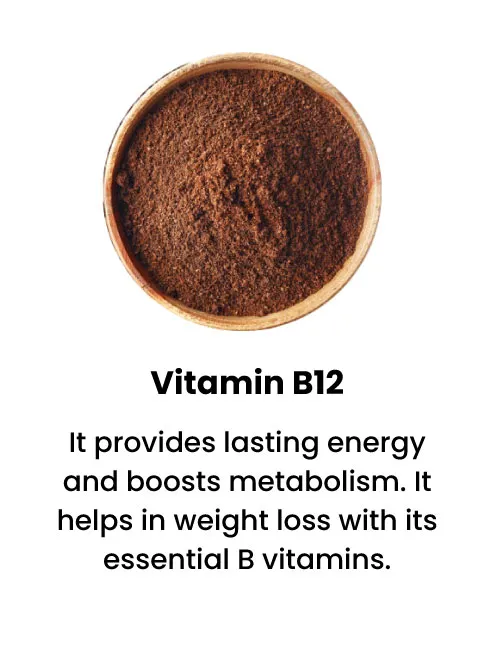 Vitamin B12
It provides lasting energy
and boosts metabolism. It
helps in weight loss with its
essential B vitamins.